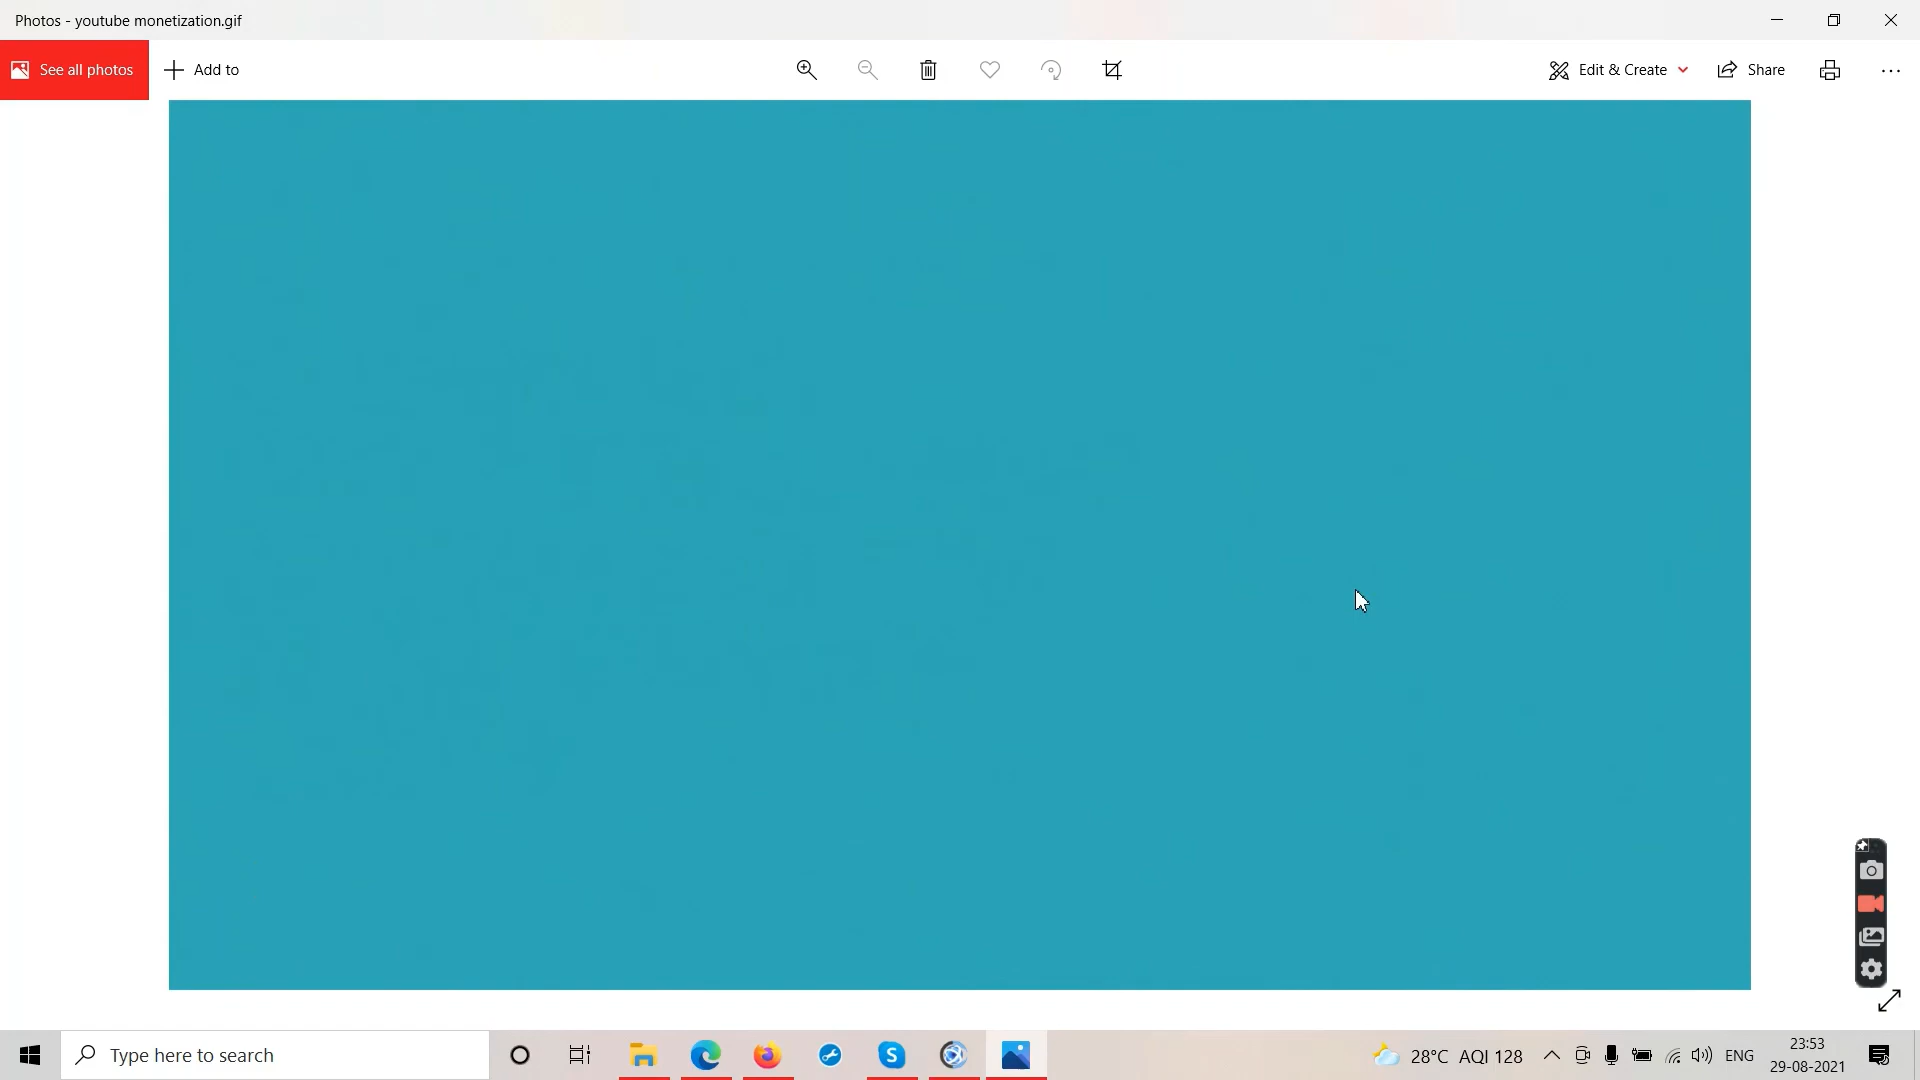 Photos - youtube monetization.gif
See all photos
Add to
Edit & Create
Share
Type here to search
28°C AQI 128
ENG
23:53
29-08-2021